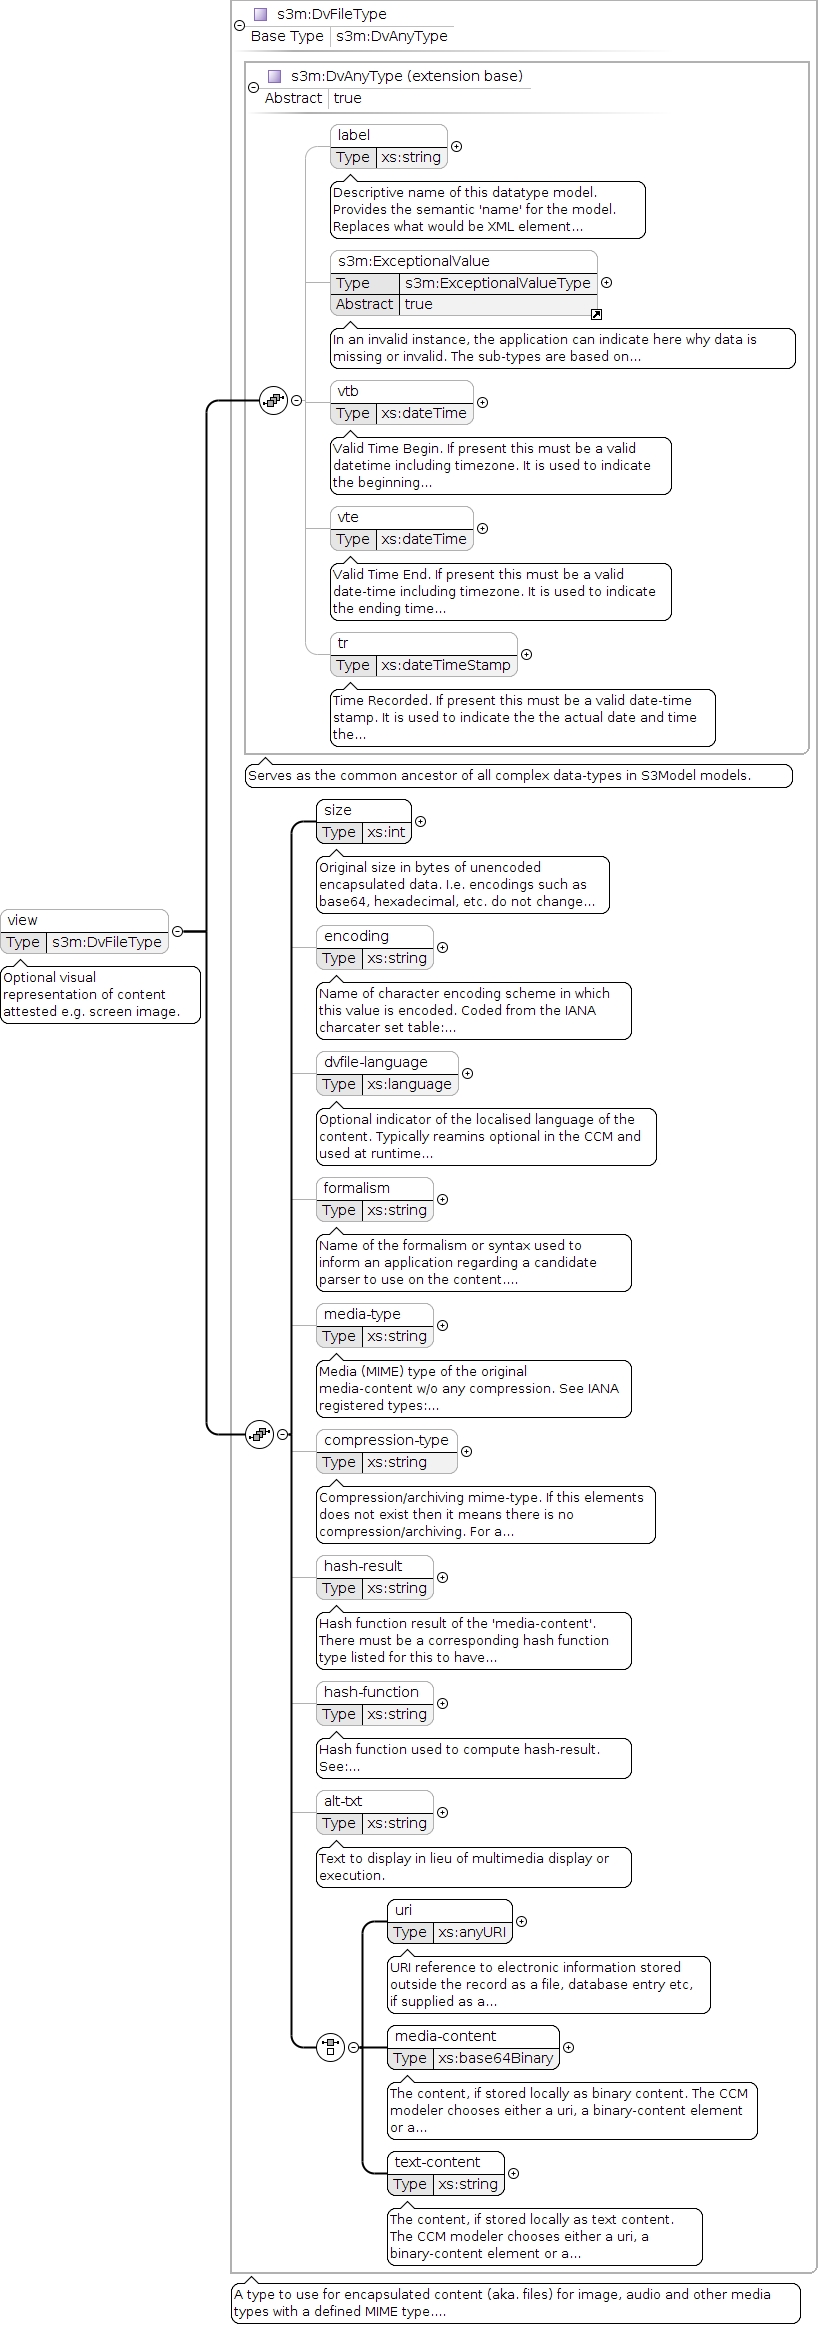 s3m:DvFileType
Base Type s3m:DvAnyType
s3m:DvAnyType (extension base)
Abstract true
label
Type xs:string
Descriptive name of this datatype model.
Provides the semantic 'name' for the model.
Replaces what would be XML element...
s3m:ExceptionalValue
Type s3m:ExceptionalValueType
Abstract true
In an invalid instance, the application can indicate here why data is
missing or invalid. The sub-types are based on...
vtb
Type xs:dateTime
Valid Time Begin. If present this must be a valid
datetime including timezone. It is used to indicate
the beginning...
vte
Type xs:dateTime
Valid Time End. If present this must be a valid
date-time including timezone. It is used to indicate
the ending time...
tr
Type xs:dateTimeStamp
Time Recorded. If present this must be a valid date-time
stamp. It is used to indicate the the actual date and time
the...
Serves as the common ancestor of all complex data-types in S3Model models.
view
Type s3m:DvFileType
Optional visual
representation of content
attested e.g. screen image.
size
Type xs:int
Original size in bytes of unencoded
encapsulated data. I.e. encodings such as
base64, hexadecimal, etc. do not change...
encoding
Type xs:string
Name of character encoding scheme in which
this value is encoded. Coded from the IANA
charcater set table:...
dvfile-language
Type xs:language
Optional indicator of the localised language of the
content. Typically reamins optional in the CCM and
used at runtime...
formalism
Type xs:string
Name of the formalism or syntax used to
inform an application regarding a candidate
parser to use on the content....
media-type
Type xs:string
Media (MIME) type of the original
media-content w/o any compression. See IANA
registered types:...
compression-type
Type xs:string
Compression/archiving mime-type. If this elements
does not exist then it means there is no
compression/archiving. For a...
hash-result
Type xs:string
Hash function result of the 'media-content'.
There must be a corresponding hash function
type listed for this to have...
hash-function
Type xs:string
Hash function used to compute hash-result.
See:...
alt-txt
Type xs:string
Text to display in lieu of multimedia display or
execution.
uri
Type xs:anyURI
URI reference to electronic information stored
outside the record as a file, database entry etc,
if supplied as a...
media-content
Type xs:base64Binary
The content, if stored locally as binary content. The CCM
modeler chooses either a uri, a binary-content element
or a...
text-content
Type xs:string
The content, if stored locally as text content.
The CCM modeler chooses either a uri, a
binary-content element or a...
A type to use for encapsulated content (aka. files) for image, audio and other media
types with a defined MIME type....